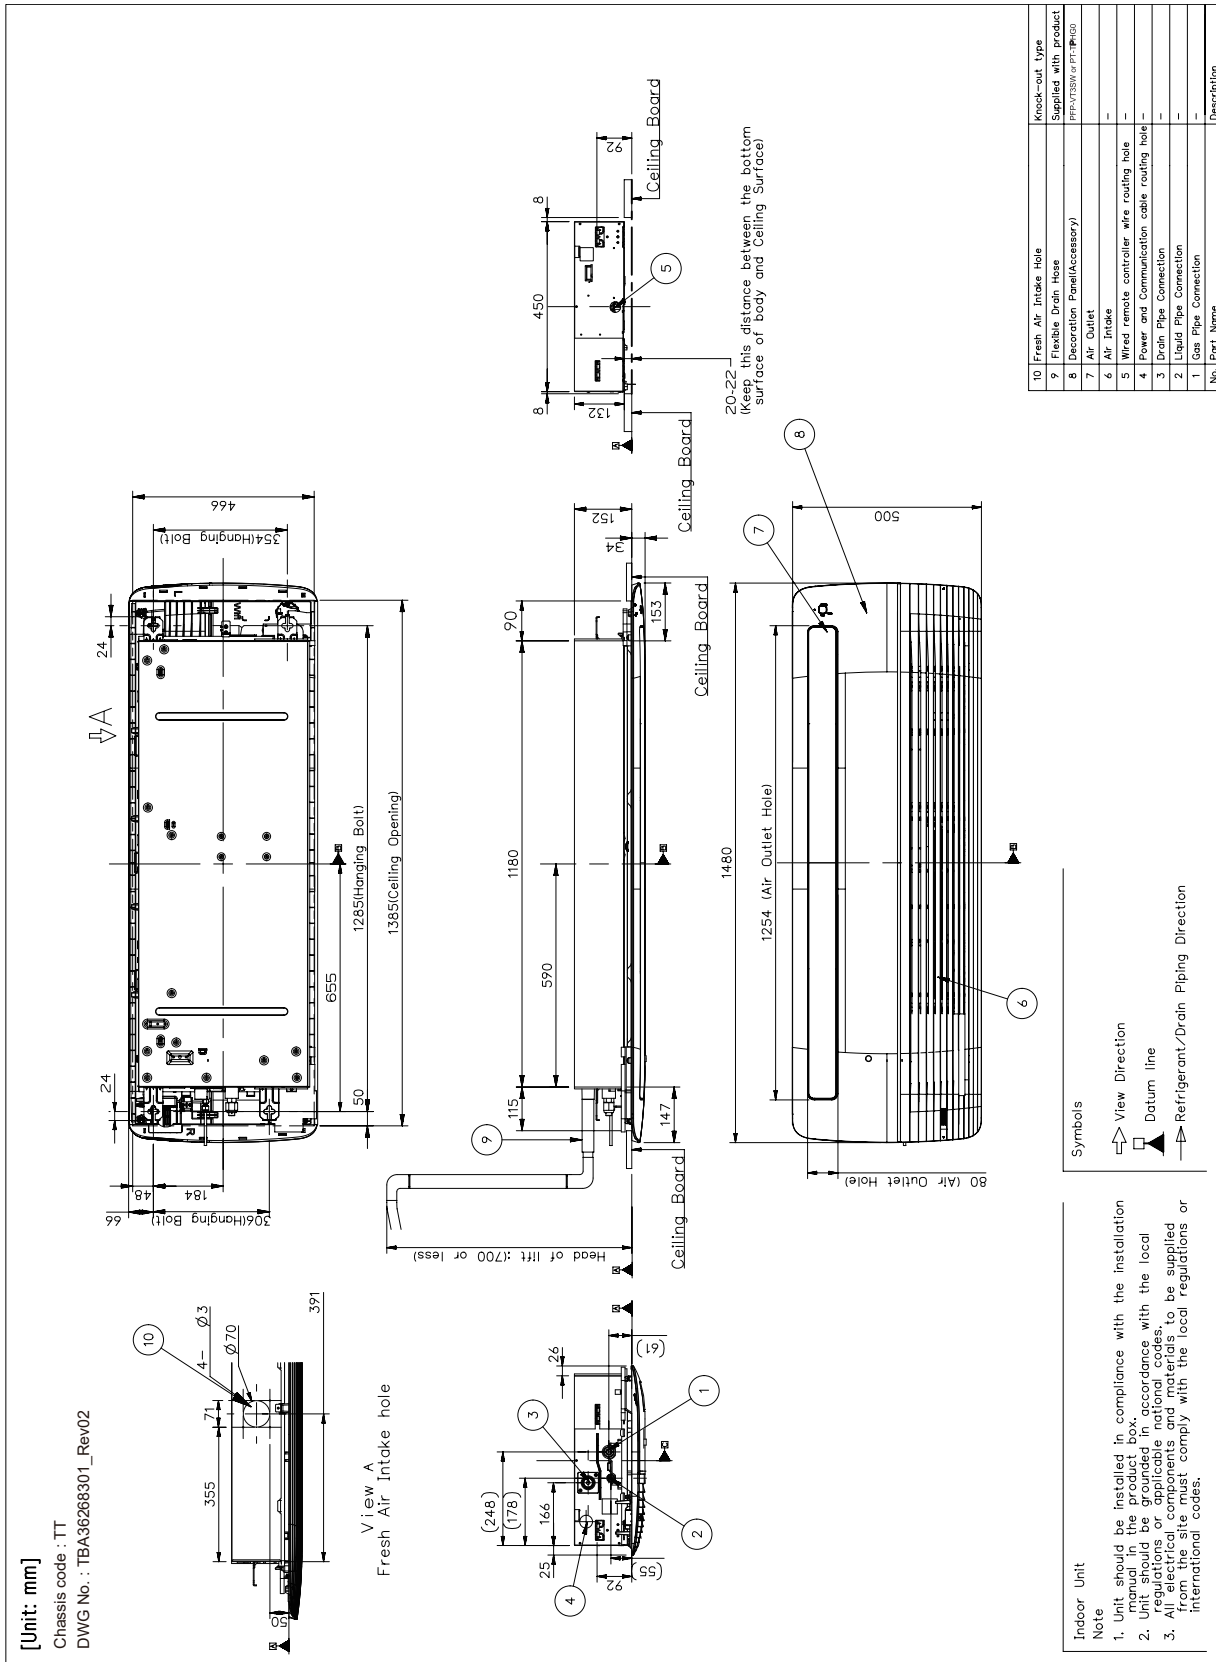 [Unit: mm]
Chassis code : TT
DWG No. : TBA36268301_Rev02
355
71
4- Ø3
Ø70
10
50
391
View A
Fresh Air Intake hole
66
48
184
306(Hanging Bolt)
24
24
A
R
L
466
354(Hanging Bolt)
655
1285(Hanging Bolt)
50
1385(Ceiling Opening)
(248)
(178)
166
25
92
(55)
26
(61)
4
3
2
1
Head of lift :(700 or less)
9
115
147
590
1180
90
153
152
34
Ceiling Board
Ceiling Board
8
450
8
132
92
5
Ceiling Board
Ceiling Board
20-22
(Keep this distance between the bottom
surface of body and Ceiling Surface)
1480
1254 (Air Outlet Hole)
80 (Air Outlet Hole)
500
6
7
8
Indoor Unit
Note
1. Unit should be installed in compliance with the installation
manual in the product box.
2. Unit should be grounded in accordance with the local
regulations or applicable national codes.
3. All electrical components and materials to be supplied
from the site must comply with the local regulations or
international codes.
Symbols
View Direction
Datum line
Refrigerant/Drain Piping Direction
10 Fresh Air Intake Hole Knock-out type
9 Flexible Drain Hose Supplied with product
8 Decoration Panel(Accessory)
7 Air Outlet
6 Air Intake –
5 Wired remote controller wire routing hole –
4 Power and Communication cable routing hole –
3 Drain Pipe Connection –
2 Liquid Pipe Connection –
1 Gas Pipe Connection –
No. Part Name Description